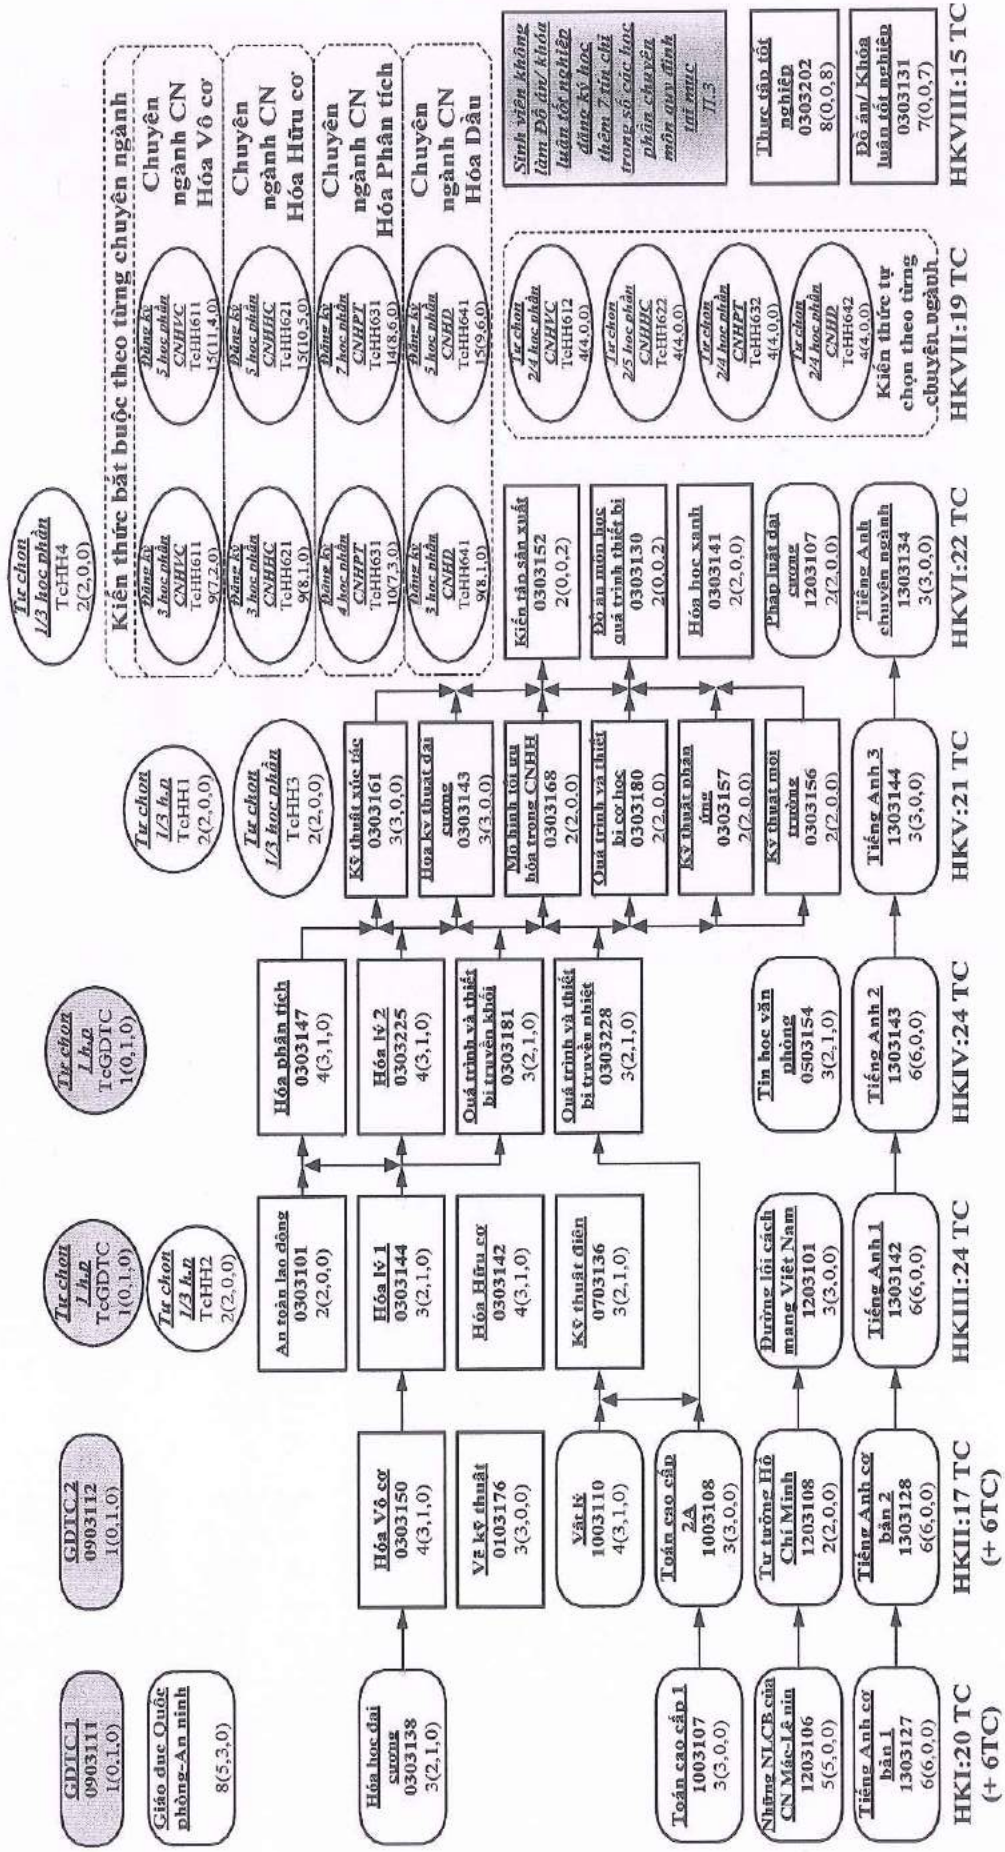 GDTC 1
0903111
1(0,1,0)
Giáo dục Quốc
phòng-An ninh
8(5,3,0)
Hóa học đại
cương
0303138
3(2,1,0)
Toán cao cấp 1
1003107
3(3,0,0)
Những NLCB của
CN Mác-Lê nin
1203106
5(5,0,0)
Tiếng Anh cơ
bản 1
1303127
6(6,0,0)
HKI:20 TC
(+ 6TC)
GDTC 2
0903112
1(0,1,0)
Hóa Vô cơ
0303150
4(3,1,0)
Vẽ kỹ thuật
0103176
3(3,0,0)
Vật lý
1003110
4(3,1,0)
Toán cao cấp
2A
1003108
3(3,0,0)
Tư tưởng Hồ
Chí Minh
1203108
2(2,0,0)
Tiếng Anh cơ
bản 2
1303128
6(6,0,0)
HKII:17 TC
(+ 6TC)
Tự chọn
1 h.p
TcGDTC
1(0,1,0)
Tự chọn
1/3 h.p
TcHH2
2(2,0,0)
An toàn lao động
0303101
2(2,0,0)
Hóa lý 1
0303144
3(2,1,0)
Hóa Hữu cơ
0303142
4(3,1,0)
Kỹ thuật điện
0703136
3(2,1,0)
Đường lối cách
mạng Việt Nam
1203101
3(3,0,0)
Tiếng Anh 1
1303142
6(6,0,0)
HKIII:24 TC
Tự chọn
1 h.p
TcGDTC
1(0,1,0)
Hóa phân tích
0303147
4(3,1,0)
Hóa lý 2
0303225
4(3,1,0)
Quá trình và thiết
bị truyền khối
0303181
3(2,1,0)
Quá trình và thiết
bị truyền nhiệt
0303228
3(2,1,0)
Tin học văn
phòng
0503154
3(2,1,0)
Tiếng Anh 2
1303143
6(6,0,0)
HKIV:24 TC
Tự chọn
1/3 h.p
TcHH1
2(2,0,0)
Tự chọn
1/3 học phần
TcHH3
2(2,0,0)
Kỹ thuật xúc tác
0303161
3(3,0,0)
Hóa kỹ thuật đại
cương
0303143
3(3,0,0)
Mô hình tối ưu
hóa trong CNHH
0303168
2(2,0,0)
Quá trình và thiết
bị cơ học
0303180
2(2,0,0)
Kỹ thuật phản
ứng
0303157
2(2,0,0)
Kỹ thuật môi
trường
0303156
2(2,0,0)
Tiếng Anh 3
1303144
3(3,0,0)
HKV:21 TC
Tự chọn
1/3 học phần
TcHH4
2(2,0,0)
Kiến thức bắt buộc theo từng chuyên ngành
Đăng ký
3 học phần
CNHVC
TcHH611
9(7,2,0)
Đăng ký
3 học phần
CNHHC
TcHH621
9(8,1,0)
Đăng ký
4 học phần
CNHPT
TcHH631
10(7,3,0)
Đăng ký
3 học phần
CNHD
TcHH641
9(8,1,0)
Kiến tân sản xuất
0303152
2(0,0,2)
Đồ án môn học
quá trình thiết bị
0303130
2(0,0,2)
Hóa học xanh
0303141
2(2,0,0)
Pháp luật đại
cương
1203107
2(2,0,0)
Tiếng Anh
chuyên ngành
1303134
3(3,0,0)
HKVI:22 TC
Đăng ký
5 học phần
CNHVC
TcHH611
15(11,4,0)
Đăng ký
5 học phần
CNHHC
TcHH621
15(10,5,0)
Đăng ký
7 học phần
CNHPT
TcHH631
14(8,6,0)
Đăng ký
5 học phần
CNHD
TcHH641
15(9,6,0)
Tự chọn
2/4 học phần
CNHVC
TcHH612
4(4,0,0)
Tự chọn
2/5 học phần
CNHHC
TcHH622
4(4,0,0)
Tự chọn
2/4 học phần
CNHPT
TcHH632
4(4,0,0)
Tự chọn
2/4 học phần
CNHD
TcHH642
4(4,0,0)
Kiến thức tự
chọn theo từng
chuyên ngành
HKVII:19 TC
Chuyên
ngành CN
Hóa Vô cơ
Chuyên
ngành CN
Hóa Hữu cơ
Chuyên
ngành CN
Hóa Phân tích
Chuyên
ngành CN
Hóa Dầu
Sinh viên không
làm Đồ án/ khóa
luận tốt nghiệp
đăng ký học
thêm 7 tín chỉ
trong số các học
phần chuyên
môn quy định
tại mục
II.3
Thực tập tốt
nghiệp
0303202
8(0,0,8)
Đồ án/ Khóa
luận tốt nghiệp
0303131
7(0,0,7)
HKVIII:15 TC